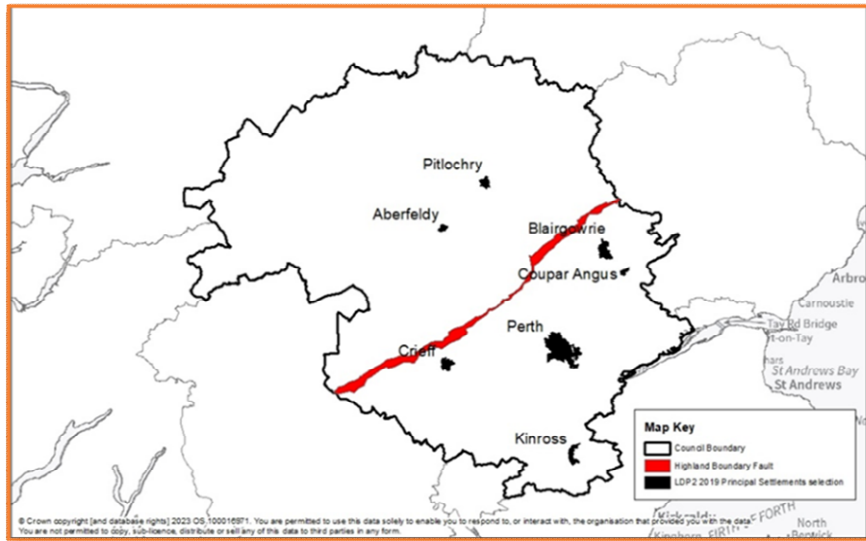 Pitlochry
Aberfeldy
Blairgowrie
Coupar Angus
Arbro
Carnoustie
Perth
Tay Rd Bridge
t-on-Tay
hars
St Andrews Bay
St Andrews
Crieff
Kinross
Map Key
Council Boundary
Highland Boundary Fault
LDP2 2019 Principal Settlements selection
© Crown copyright [and database rights] 2023 OS 100016971. You are permitted to use this data solely to enable you to respond to, or interact with, the organisation that provided you with the data.
You are not permitted to copy, sub-licence, distribute or sell any of this data to third parties in any form.
Kirkcaldy
Kinghorn
FIRTH OF FORTH
North
Berwick